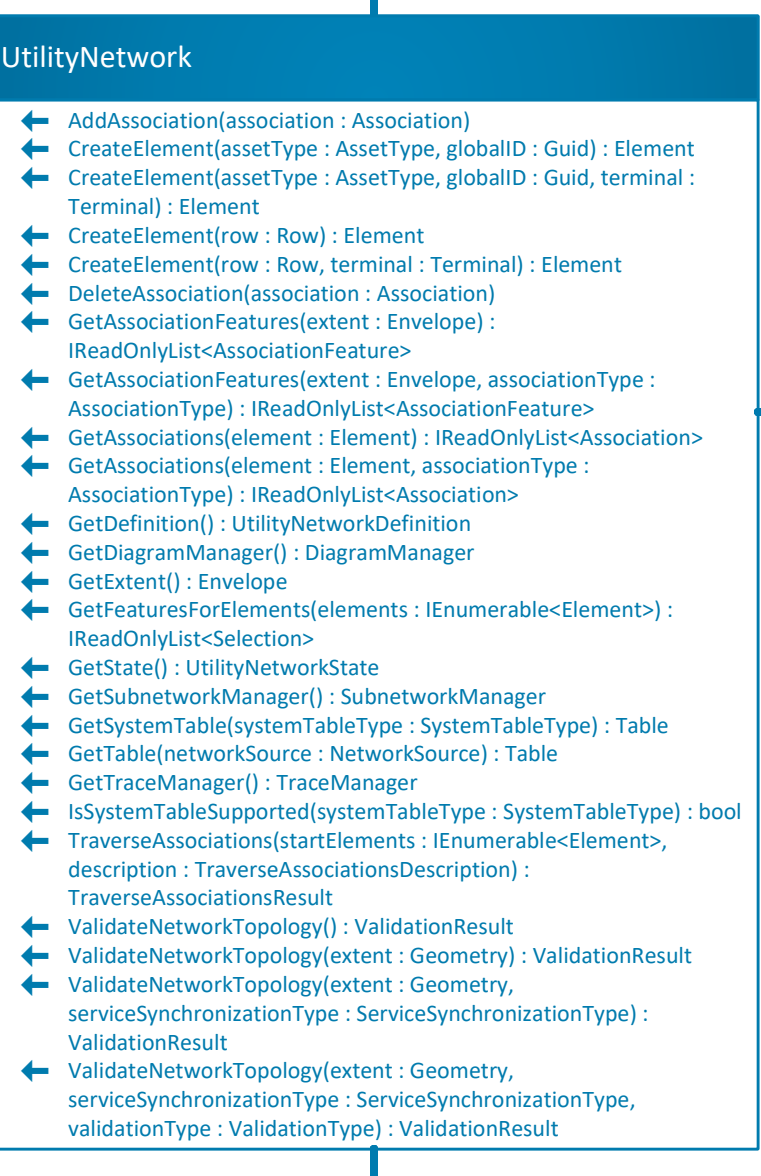 UtilityNetwork
AddAssociation(association : Association)
CreateElement(assetType : AssetType, globalID : Guid) : Element
CreateElement(assetType : AssetType, globalID : Guid, terminal :
Terminal) : Element
CreateElement(row : Row) : Element
CreateElement(row : Row, terminal : Terminal) : Element
DeleteAssociation(association : Association)
GetAssociationFeatures(extent : Envelope) :
IReadOnlyList<AssociationFeature>
GetAssociationFeatures(extent : Envelope, associationType :
AssociationType) : IReadOnlyList<AssociationFeature>
GetAssociations(element : Element) : IReadOnlyList<Association>
GetAssociations(element : Element, associationType :
AssociationType) : IReadOnlyList<Association>
GetDefinition() : UtilityNetworkDefinition
GetDiagramManager() : DiagramManager
GetExtent() : Envelope
GetFeaturesForElements(elements : IEnumerable<Element>) :
IReadOnlyList<Selection>
GetState() : UtilityNetworkState
GetSubnetworkManager() : SubnetworkManager
GetSystemTable(systemTableType : SystemTableType) : Table
GetTable(networkSource : NetworkSource) : Table
GetTraceManager() : TraceManager
IsSystemTableSupported(systemTableType : SystemTableType) : bool
TraverseAssociations(startElements : IEnumerable<Element>,
description : TraverseAssociationsDescription) :
TraverseAssociationsResult
ValidateNetworkTopology() : ValidationResult
ValidateNetworkTopology(extent : Geometry) : ValidationResult
ValidateNetworkTopology(extent : Geometry,
serviceSynchronizationType : ServiceSynchronizationType) :
ValidationResult
ValidateNetworkTopology(extent : Geometry,
serviceSynchronizationType : ServiceSynchronizationType,
validationType : ValidationType) : ValidationResult